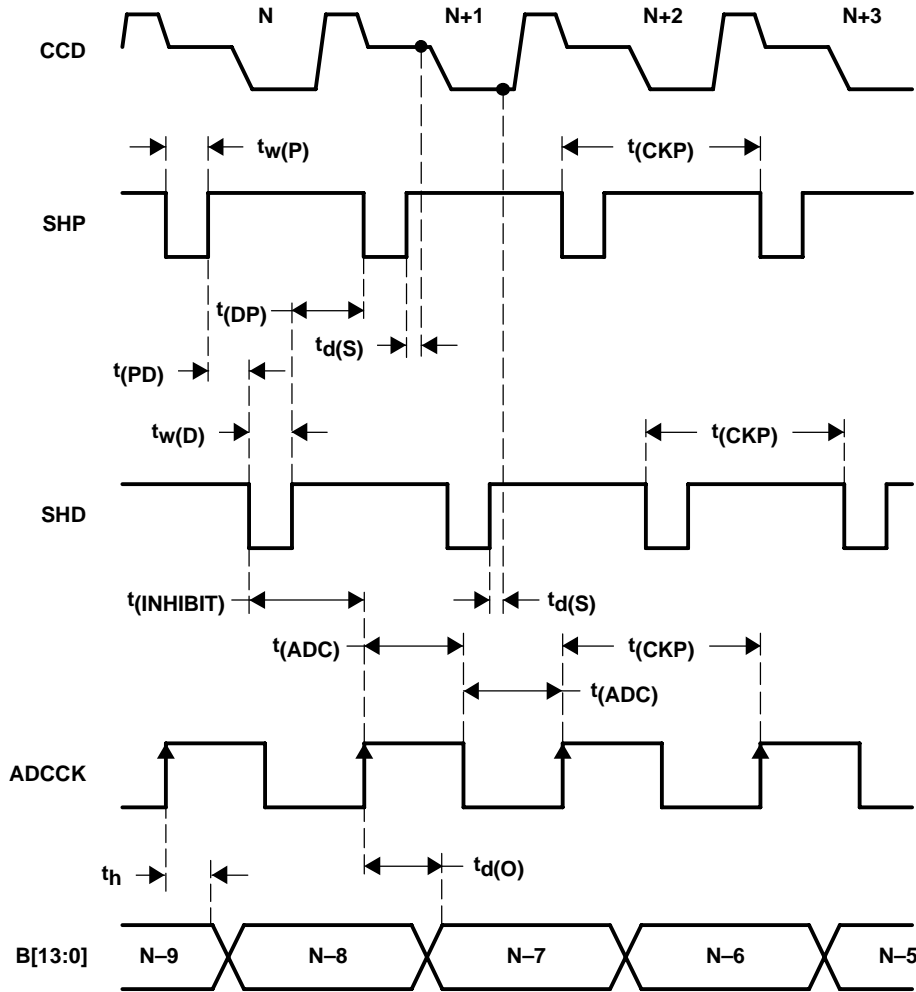 N N+1 N+2 N+3
CCD
tw(P) t(CKP)
SHP
t(DP)
td(S)
t(PD)
tw(D) t(CKP)
SHD
t(INHIBIT) td(S)
t(ADC) t(CKP)
t(ADC)
ADCCK
th td(O)
B[13:0] N–9 N–8 N–7 N–6 N–5